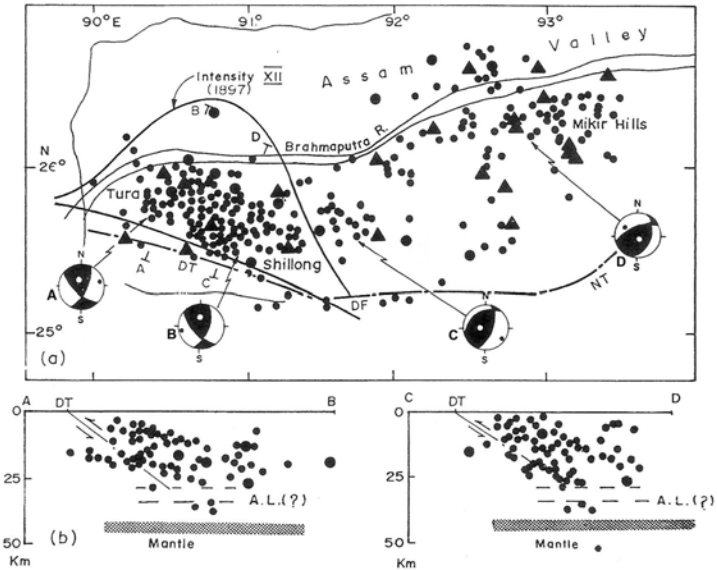 90°E 91. 92° 93°
Assam Valley
Intensity XII
(1897)
B
D
Brahmaputra R.
Mikir Hills
N
26°
Tura
Shillong
N
A
S
A
DT
C
DF
NT
N
D
S
N
B
S
N
C
S
25°
(a)
A DT B
0
25
50
Km
A.L.(?)
(b)
Mantle
C DT D
0
25
50
Km
A.L.(?)
Mantle